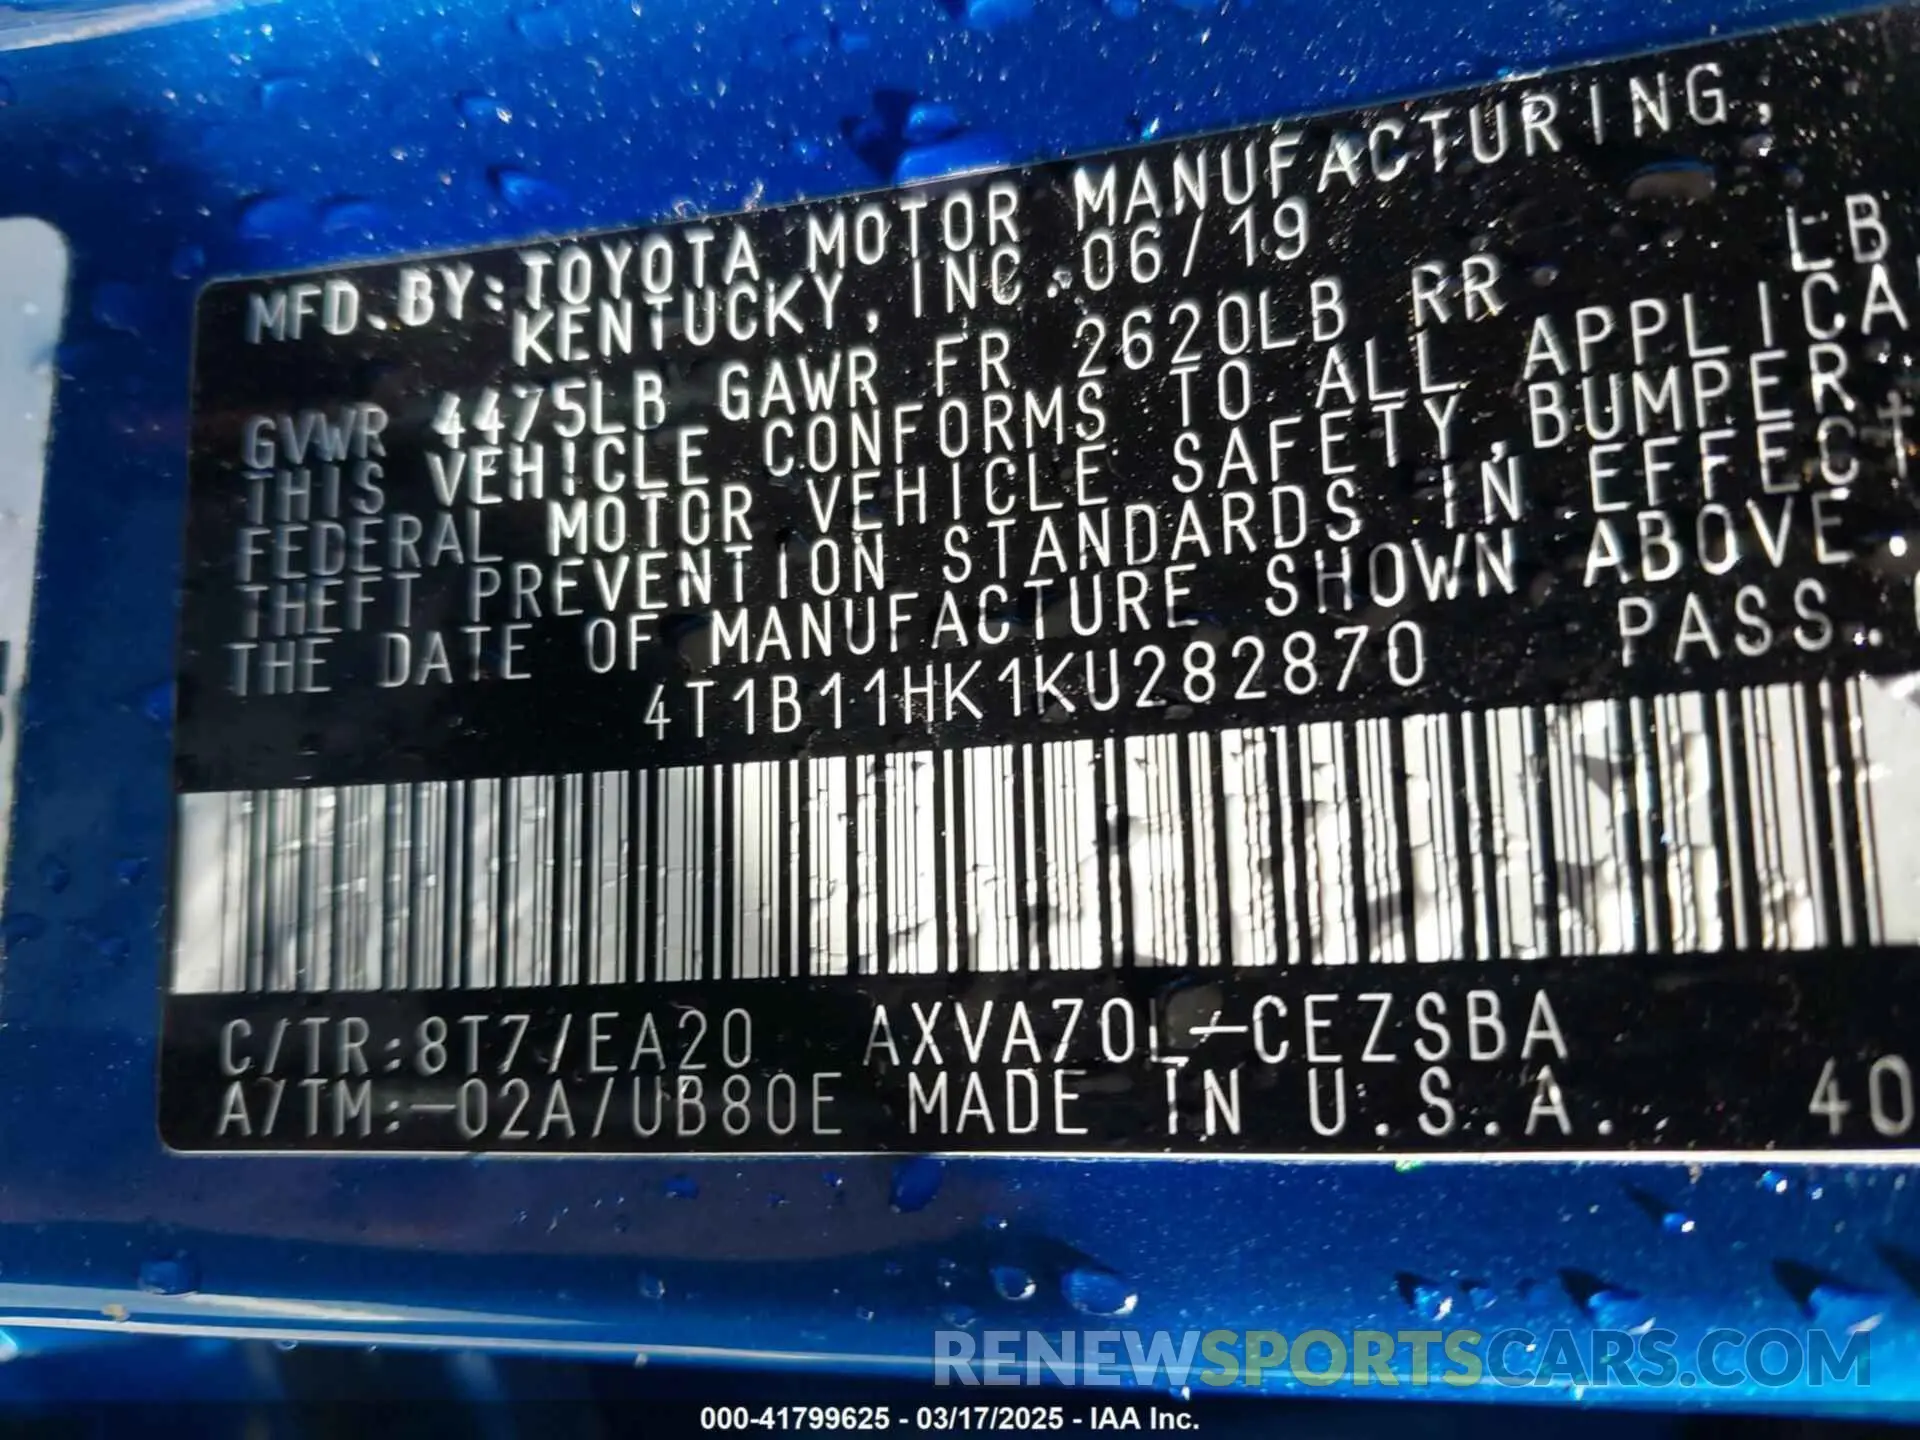 MFD.BY:TOYOTA MOTOR MANUFACTURING,
KENTUCKY,INC.06/19
GVWR 4475LB GAWR FR 2620LB RR LB
THIS VEHICLE CONFORMS TO ALL
FEDERAL MOTOR VEHICLE SAFETY,BUMPER
THEFT PREVENTION STANDARDS IN EFFECT
THE DATE OF MANUFACTURE SHOWN ABOVE.
4T1B11HK1KU282870 PASS.
C/TR:8T7/EA20 AXVA70L-CEZSBA
A/TM:-02A/UB80E MADE IN U.S.A. 40
RENEWSPORTSCARS.COM
000-41799625 - 03/17/2025 - IAA Inc.